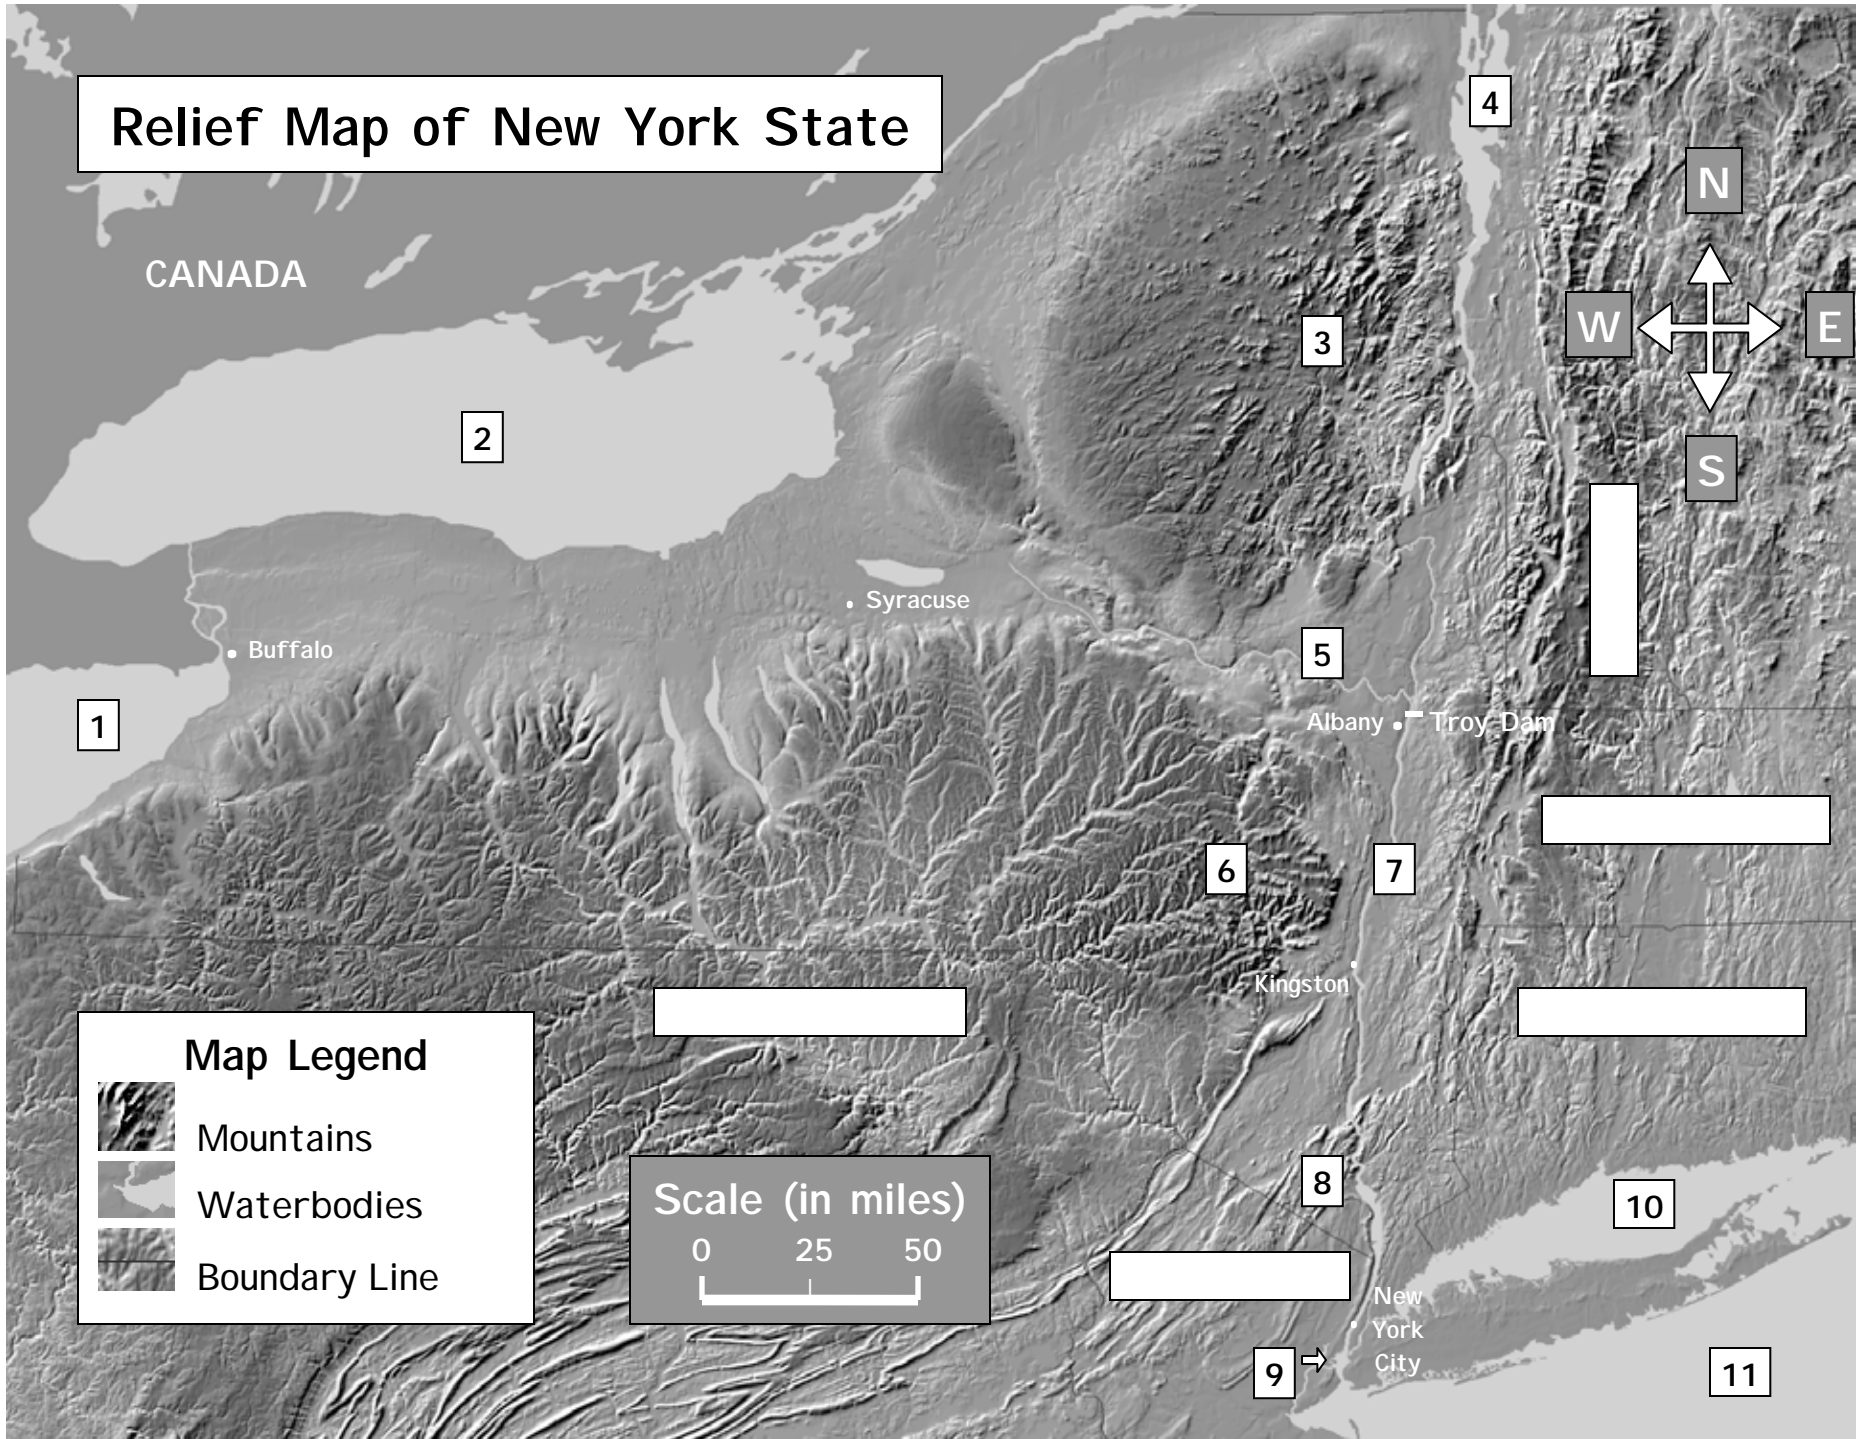 Relief Map of New York State
4
N
CANADA
W
E
3
2
S
Syracuse
Buffalo
5
1
Albany
Troy Dam
6
7
Kingston
Map Legend
Mountains
Waterbodies
Boundary Line
Scale (in miles)
0 25 50
8
10
New
York
City
9
11